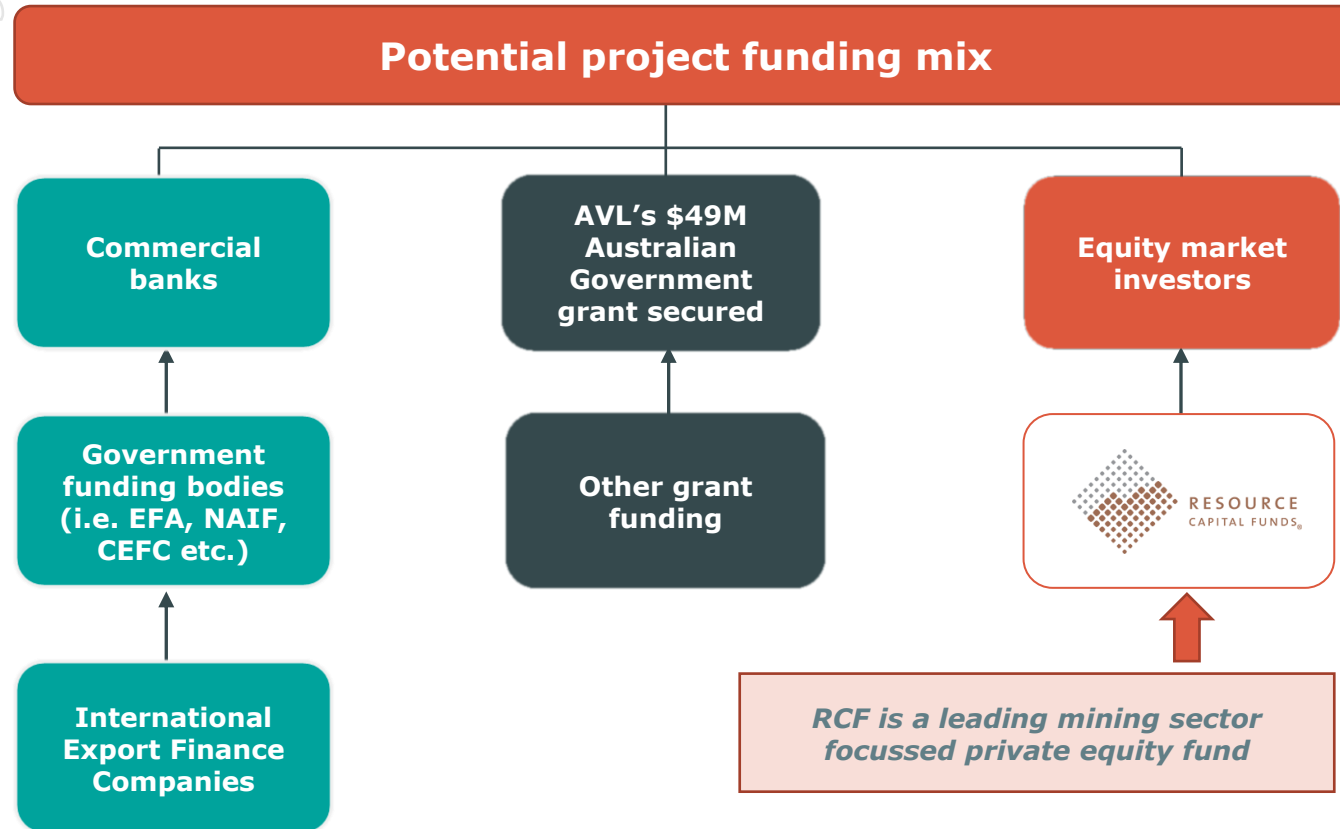 Potential project funding mix
Commercial
banks
AVL’s $49M
Australian
Government
grant secured
Equity market
investors
Government
funding bodies
(i.e. EFA, NAIF,
CEFC etc.)
Other grant
funding
RESOURCE
CAPITAL FUNDS®
International
Export Finance
Companies
RCF is a leading mining sector
focussed private equity fund